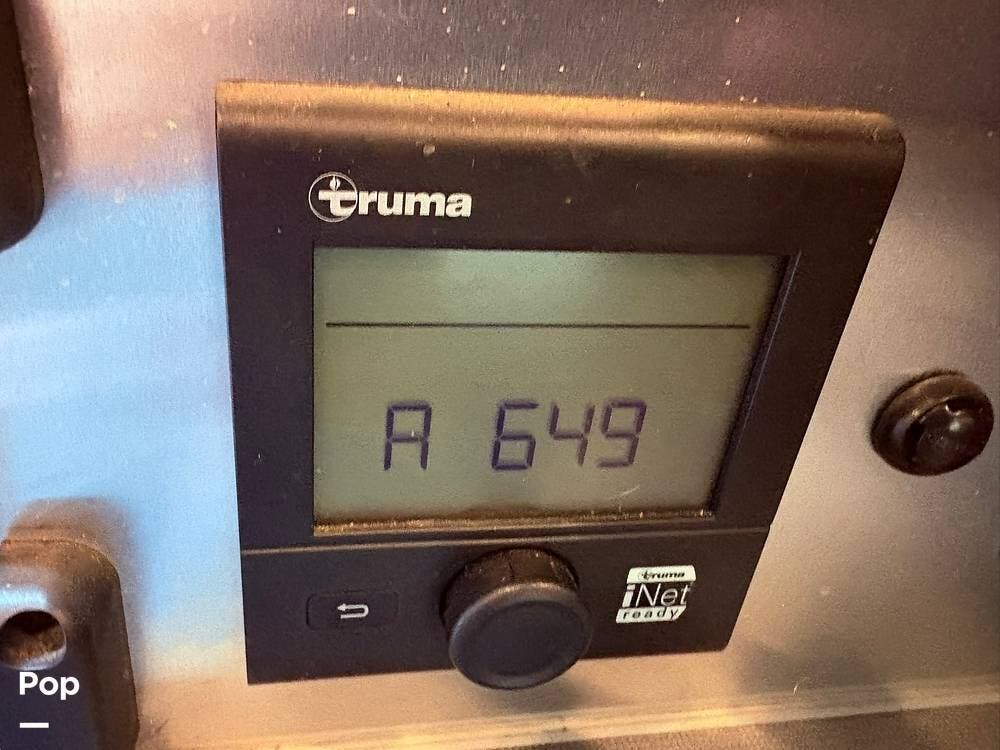 truma
A 649
truma
iNet
ready
Pop